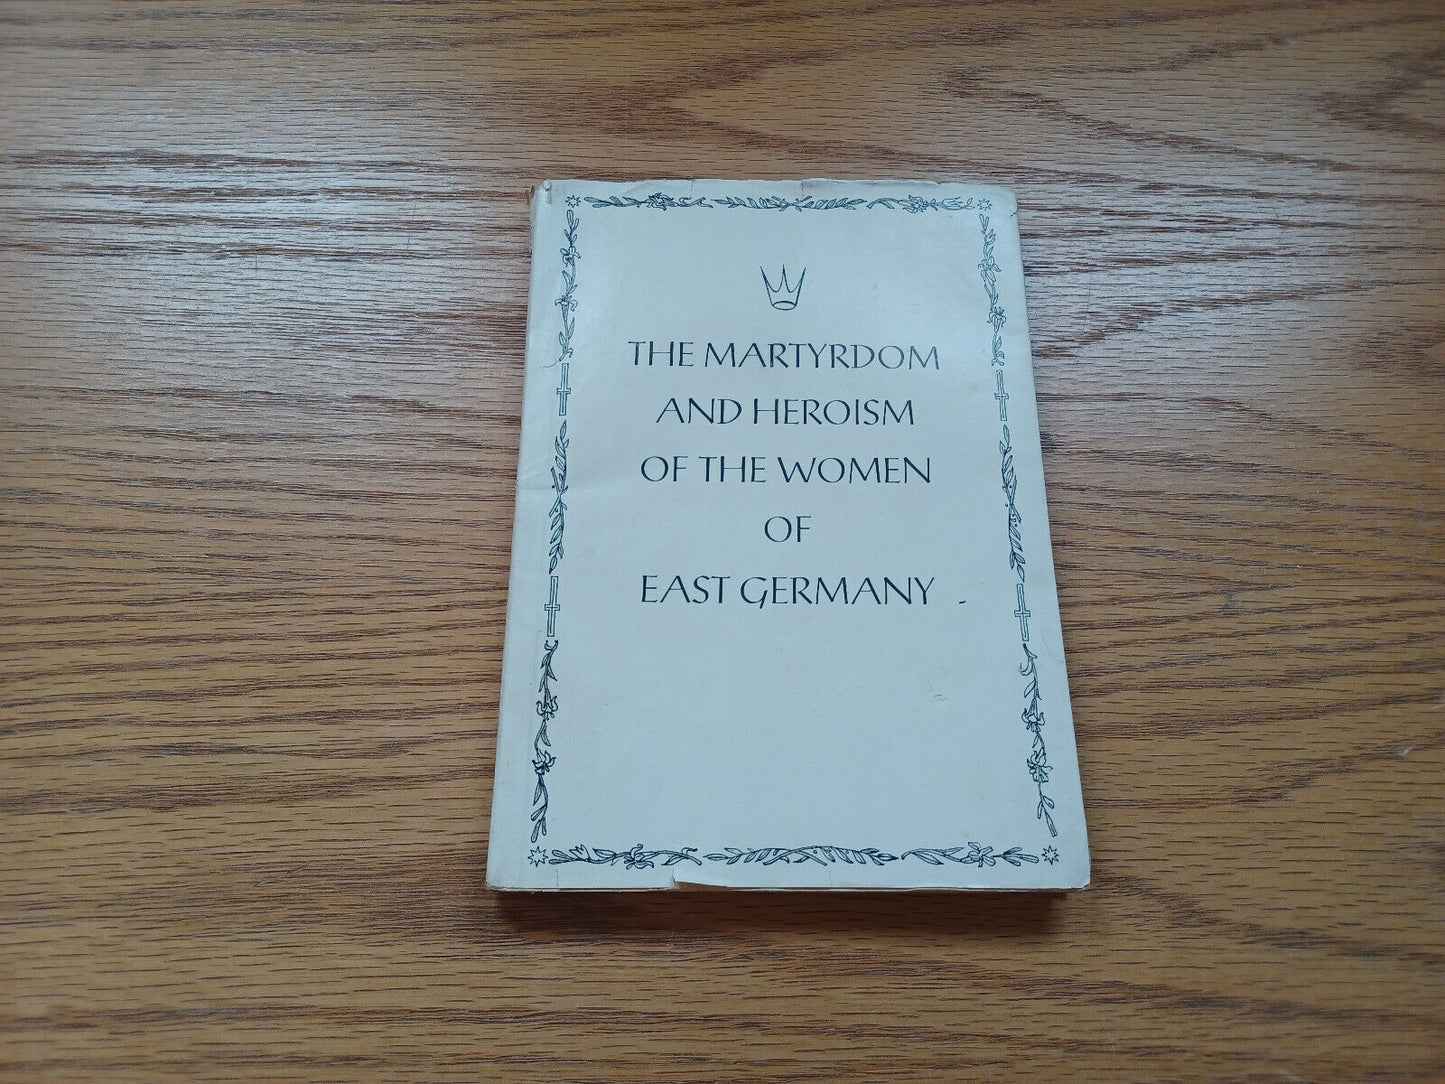 THE MARTYRDOM
AND HEROISM
OF THE WOMEN
OF
EAST GERMANY